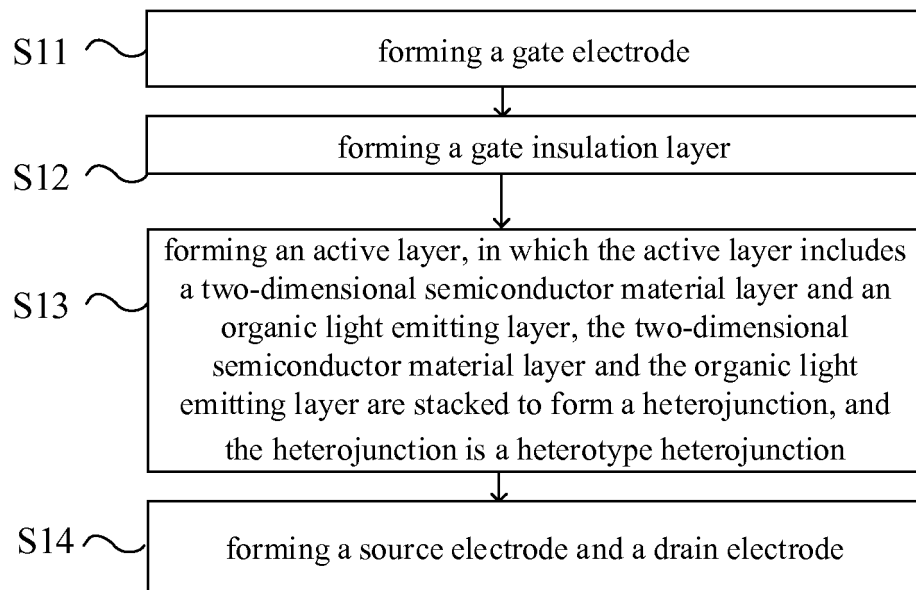 S11
forming a gate electrode
S12
forming a gate insulation layer
S13
forming an active layer, in which the active layer includes
a two-dimensional semiconductor material layer and an
organic light emitting layer, the two-dimensional
semiconductor material layer and the organic light
emitting layer are stacked to form a heterojunction, and
the heterojunction is a heterotype heterojunction
S14
forming a source electrode and a drain electrode